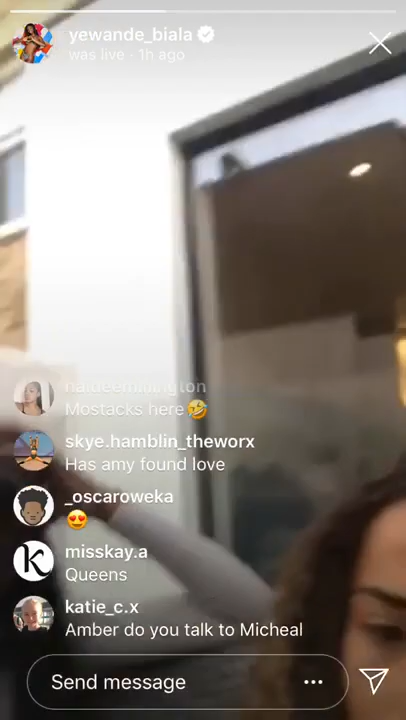 yewande_biala
was live · 1h ago
Mostacks here🤣
skye.hamblin_theworx
Has amy found love
_oscaroweka
😍
misskay.a
Queens
katie_c.x
Amber do you talk to Micheal
Send message